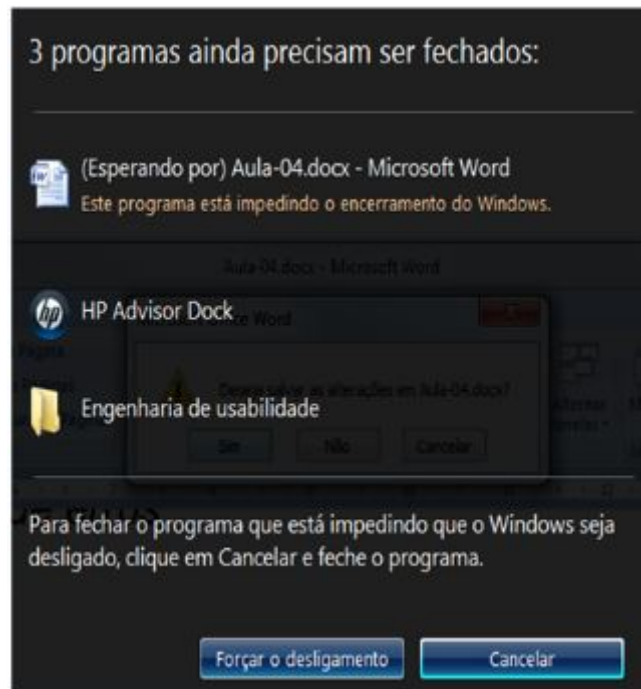 3 programas ainda precisam ser fechados:
(Esperando por) Aula-04.docx - Microsoft Word
Este programa está impedindo o encerramento do Windows.
Aula-04.docx - Microsoft Word
HP Advisor Dock
Microsoft Office Word
Deseja salvar as alterações em Aula-04.docx?
Engenharia de usabilidade
Sim Não Cancelar
Para fechar o programa que está impedindo que o Windows seja
desligado, clique em Cancelar e feche o programa.
Forçar o desligamento Cancelar